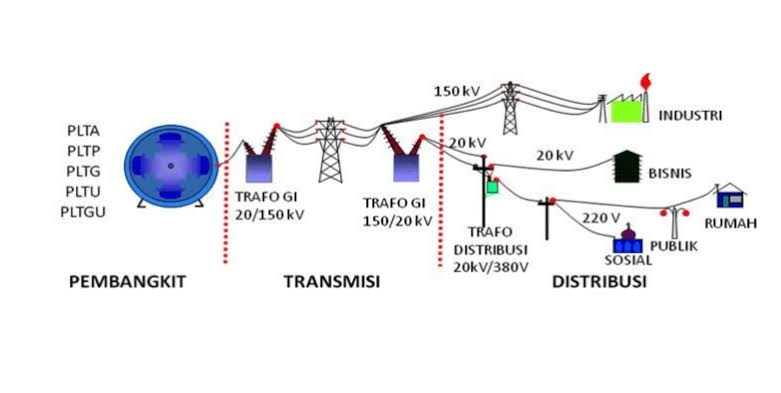 PLTA
PLTP
PLTG
PLTU
PLTGU
TRAFO GI
20/150 kV
TRAFO GI
150/20 kV
150 kV
INDUSTRI
20 kV
20 kV
BISNIS
TRAFO
DISTRIBUSI
20kV/380V
220 V
RUMAH
PUBLIK
SOSIAL
PEMBANGKIT
TRANSMISI
DISTRIBUSI